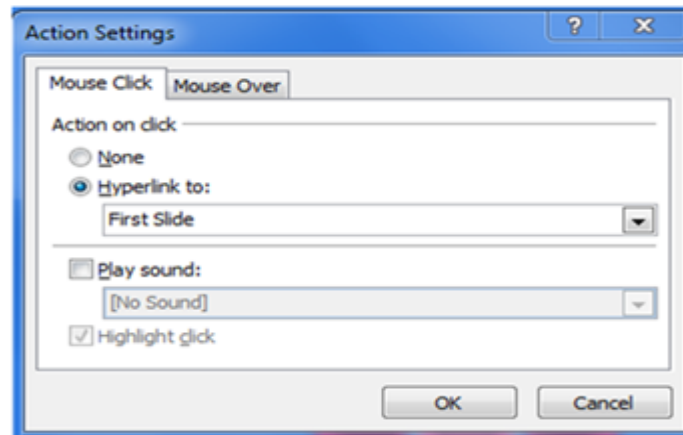 Action Settings
Mouse Click Mouse Over
Action on click
None
Hyperlink to:
First Slide
Play sound:
[No Sound]
Highlight click
OK Cancel